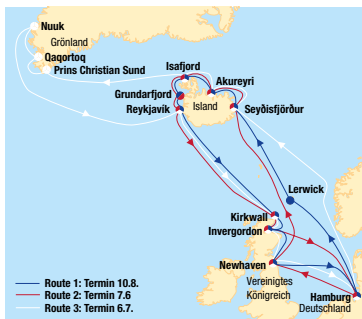 Nuuk
Grönland
Qaqortoq
Prins Christian Sund
Isafjord
Akureyri
Grundarfjord
Island
Reykjavik
Seyðisfjörður
Lerwick
Kirkwall
Invergordon
Newhaven
Vereinigtes
Königreich
Hamburg
Deutschland
Route 1: Termin 10.8.
Route 2: Termin 7.6
Route 3: Termin 6.7.